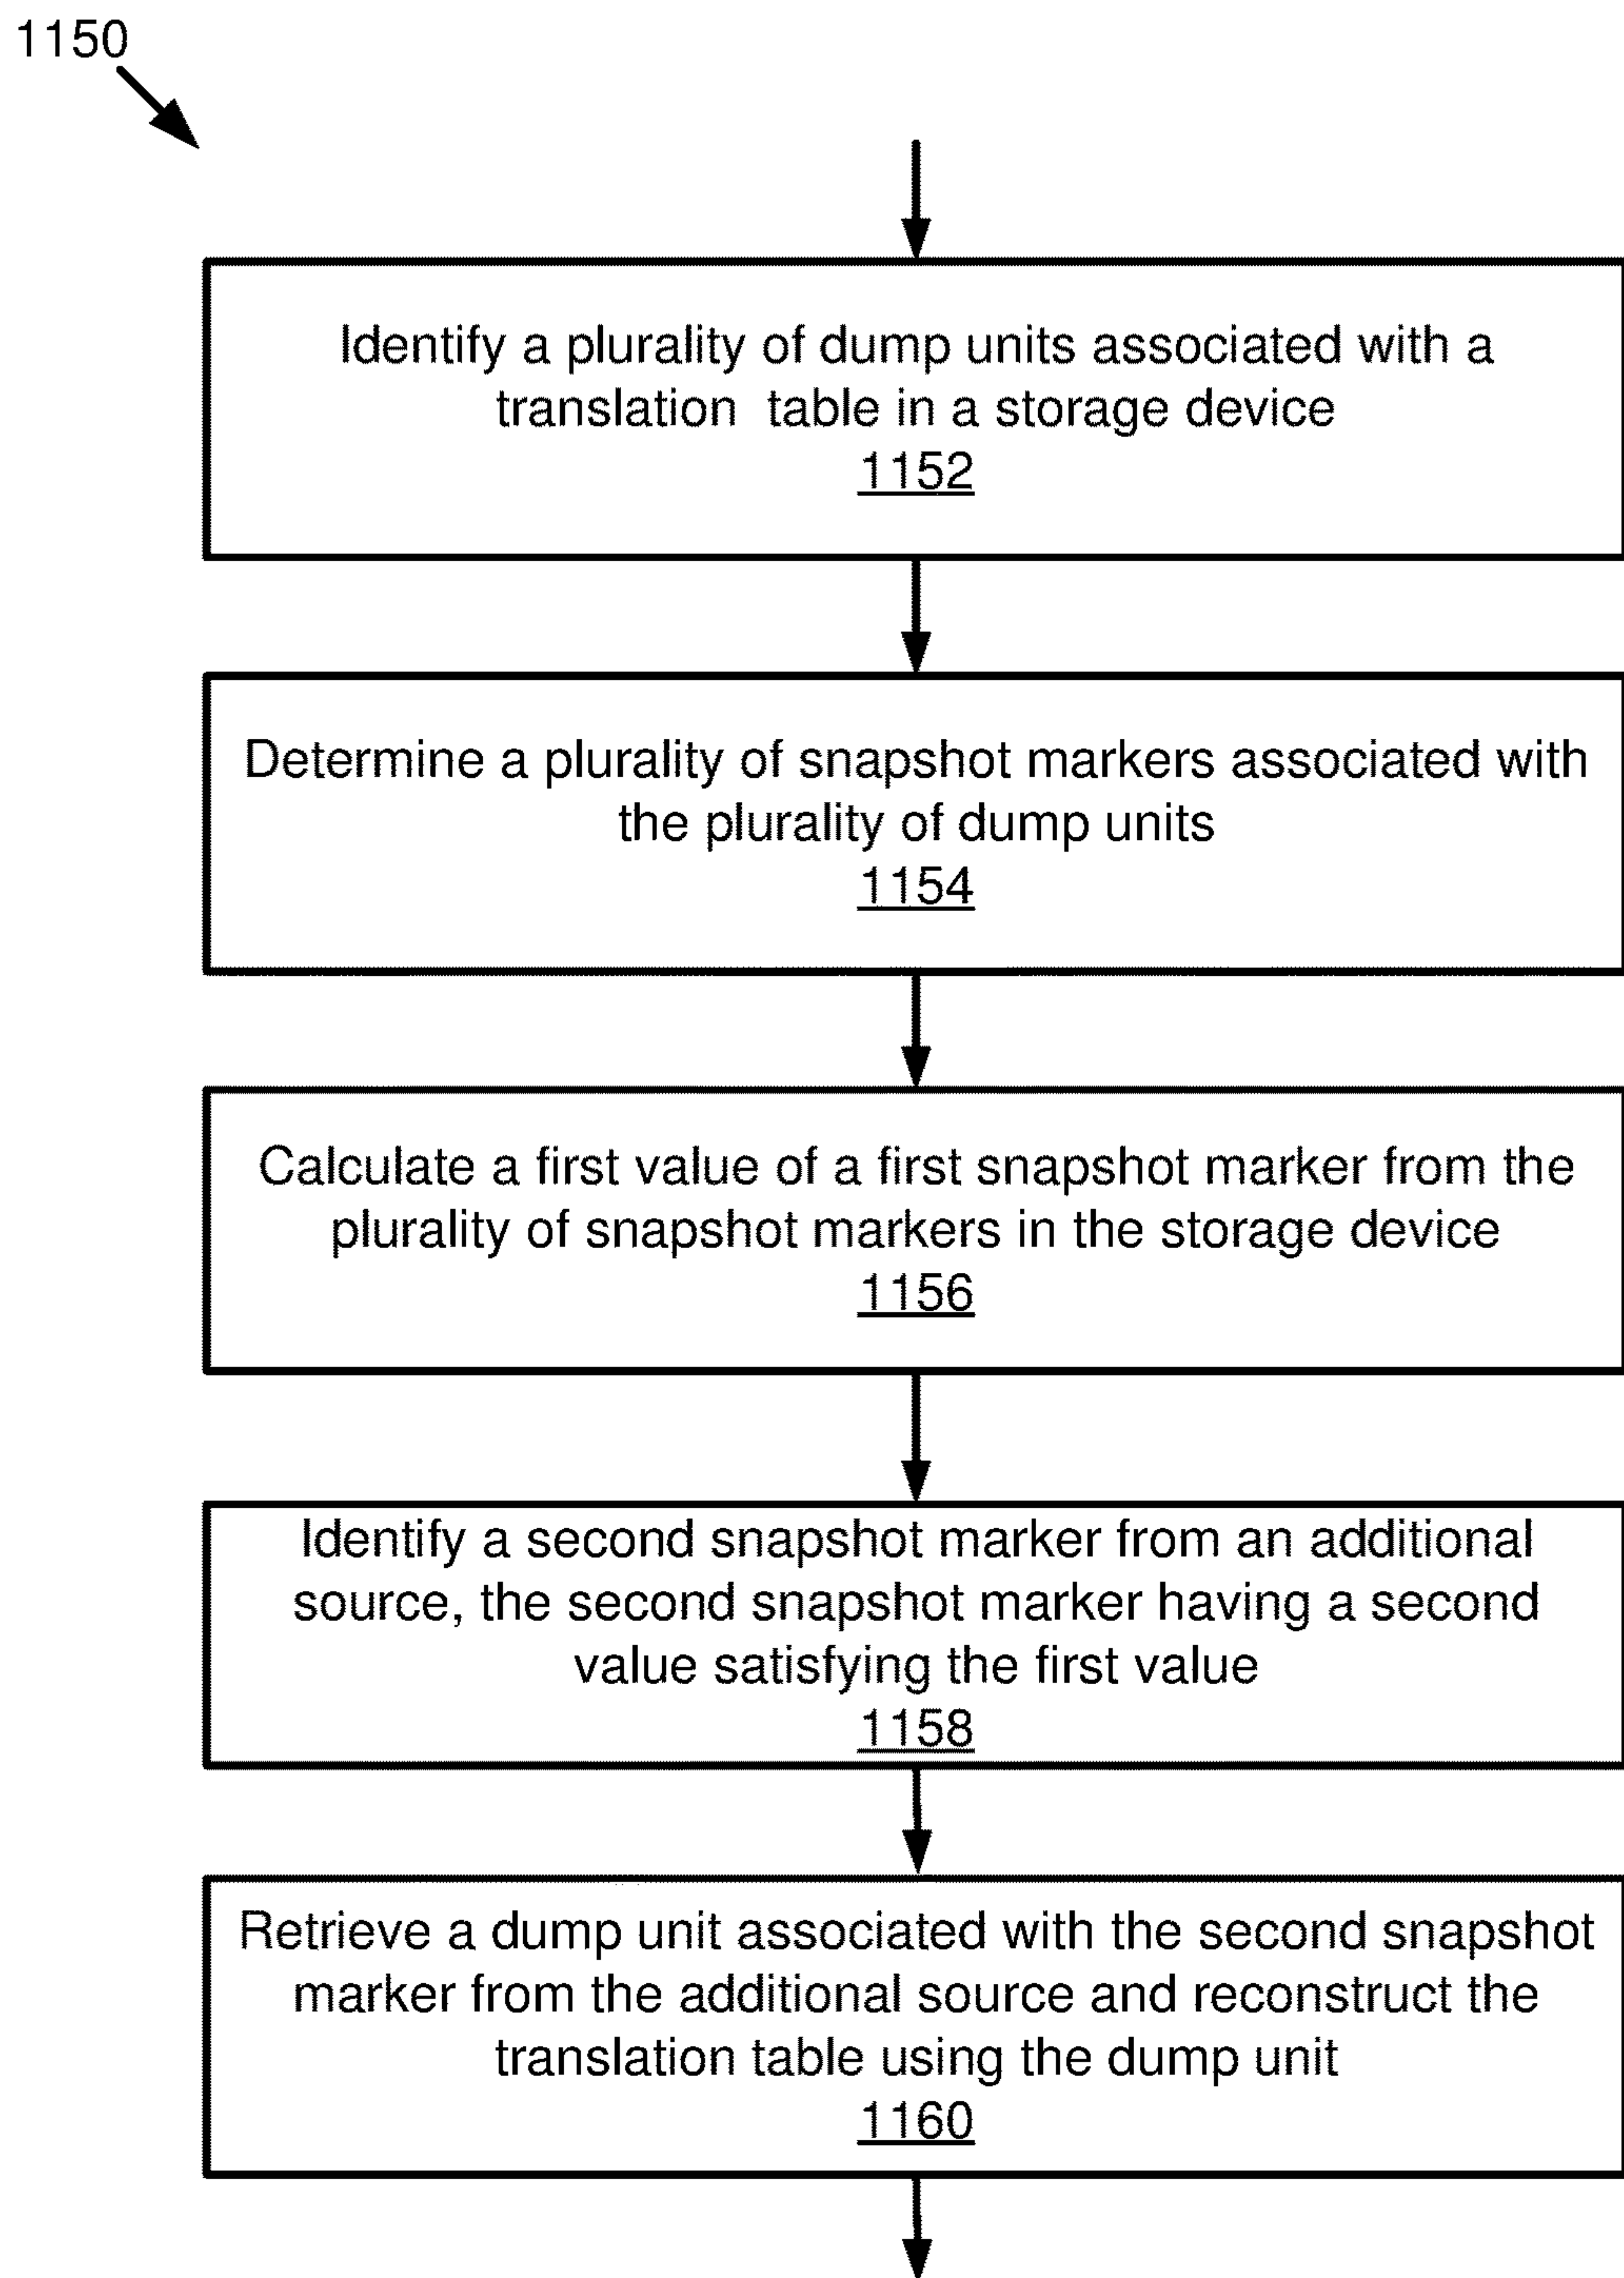 1150
Identify a plurality of dump units associated with a
translation table in a storage device
1152
Determine a plurality of snapshot markers associated with
the plurality of dump units
1154
Calculate a first value of a first snapshot marker from the
plurality of snapshot markers in the storage device
1156
Identify a second snapshot marker from an additional
source, the second snapshot marker having a second
value satisfying the first value
1158
Retrieve a dump unit associated with the second snapshot
marker from the additional source and reconstruct the
translation table using the dump unit
1160